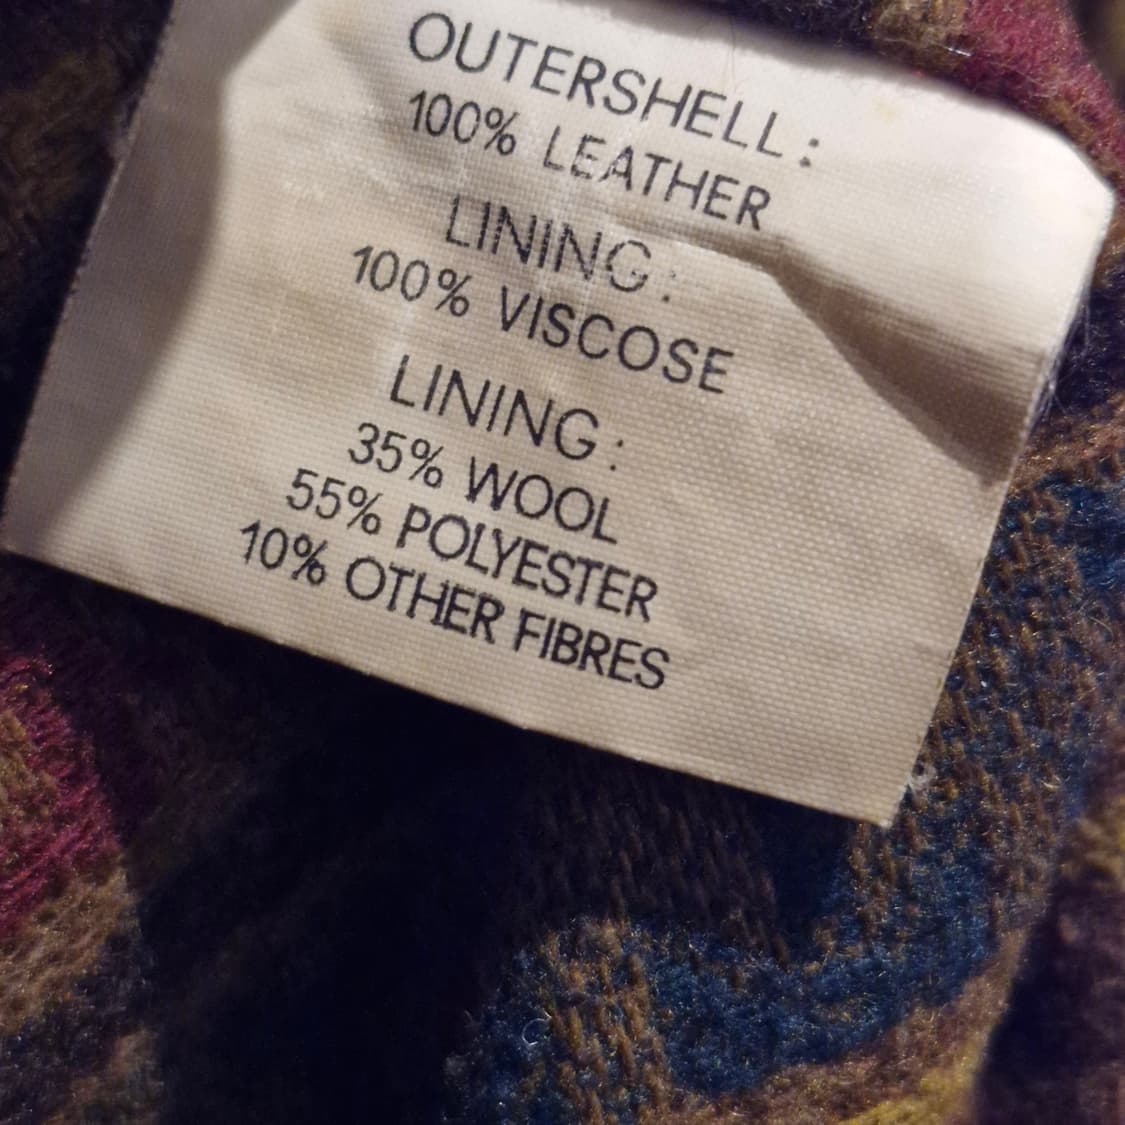 OUTERSHELL:
100% LEATHER
LINING:
100% VISCOSE
LINING:
35% WOOL
55% POLYESTER
10% OTHER FIBRES